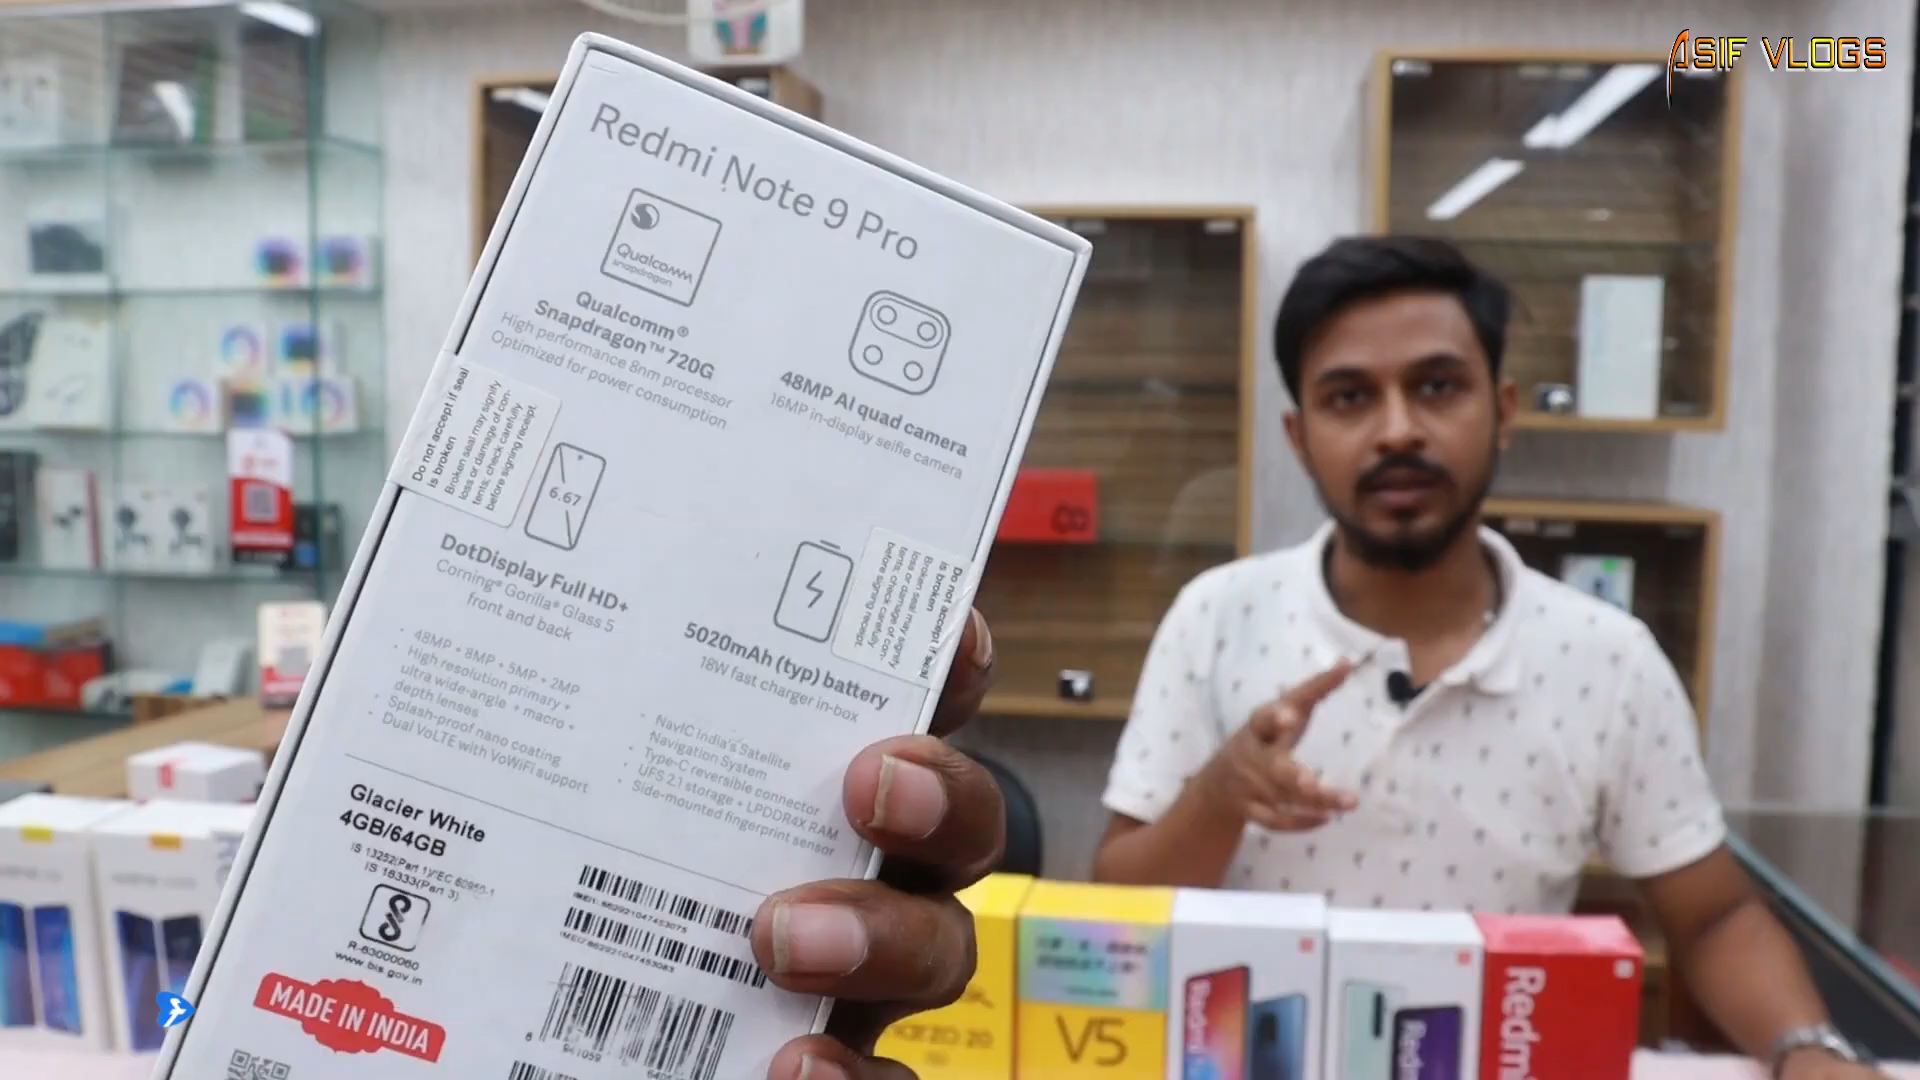 ASIF VLOGS
Redmi Note 9 Pro
Qualcomm
snapdragon
Qualcomm®
Snapdragon™ 720G
High performance 8nm processor
Optimized for power consumption
48MP AI quad camera
16MP in-display selfie camera
Do not accept if seal
is broken
Broken seal may signify
loss or damage of con-
tents; check carefully
before signing receipt.
6.67
DotDisplay Full HD+
Corning® Gorilla® Glass 5
front and back
Do not accept if seal
is broken
Broken seal may signify
loss or damage of con-
tents; check carefully
before signing receipt.
5020mAh (typ) battery
18W fast charger in-box
• 48MP + 8MP + 5MP + 2MP
• High resolution primary +
ultra wide-angle + macro +
depth lenses
• Splash-proof nano coating
• Dual VoLTE with VoWiFi support
• NavIC India's Satellite
Navigation System
• Type-C reversible connector
• UFS 2.1 storage + LPDDR4X RAM
• Side-mounted fingerprint sensor
Glacier White
4GB/64GB
IS 13252(Part 1)/IEC 60950-1
IS 16333(Part 3)
R-63000060
www.bis.gov.in
MADE IN INDIA
6
941059
V5
Redmi
Redmi
Redmi